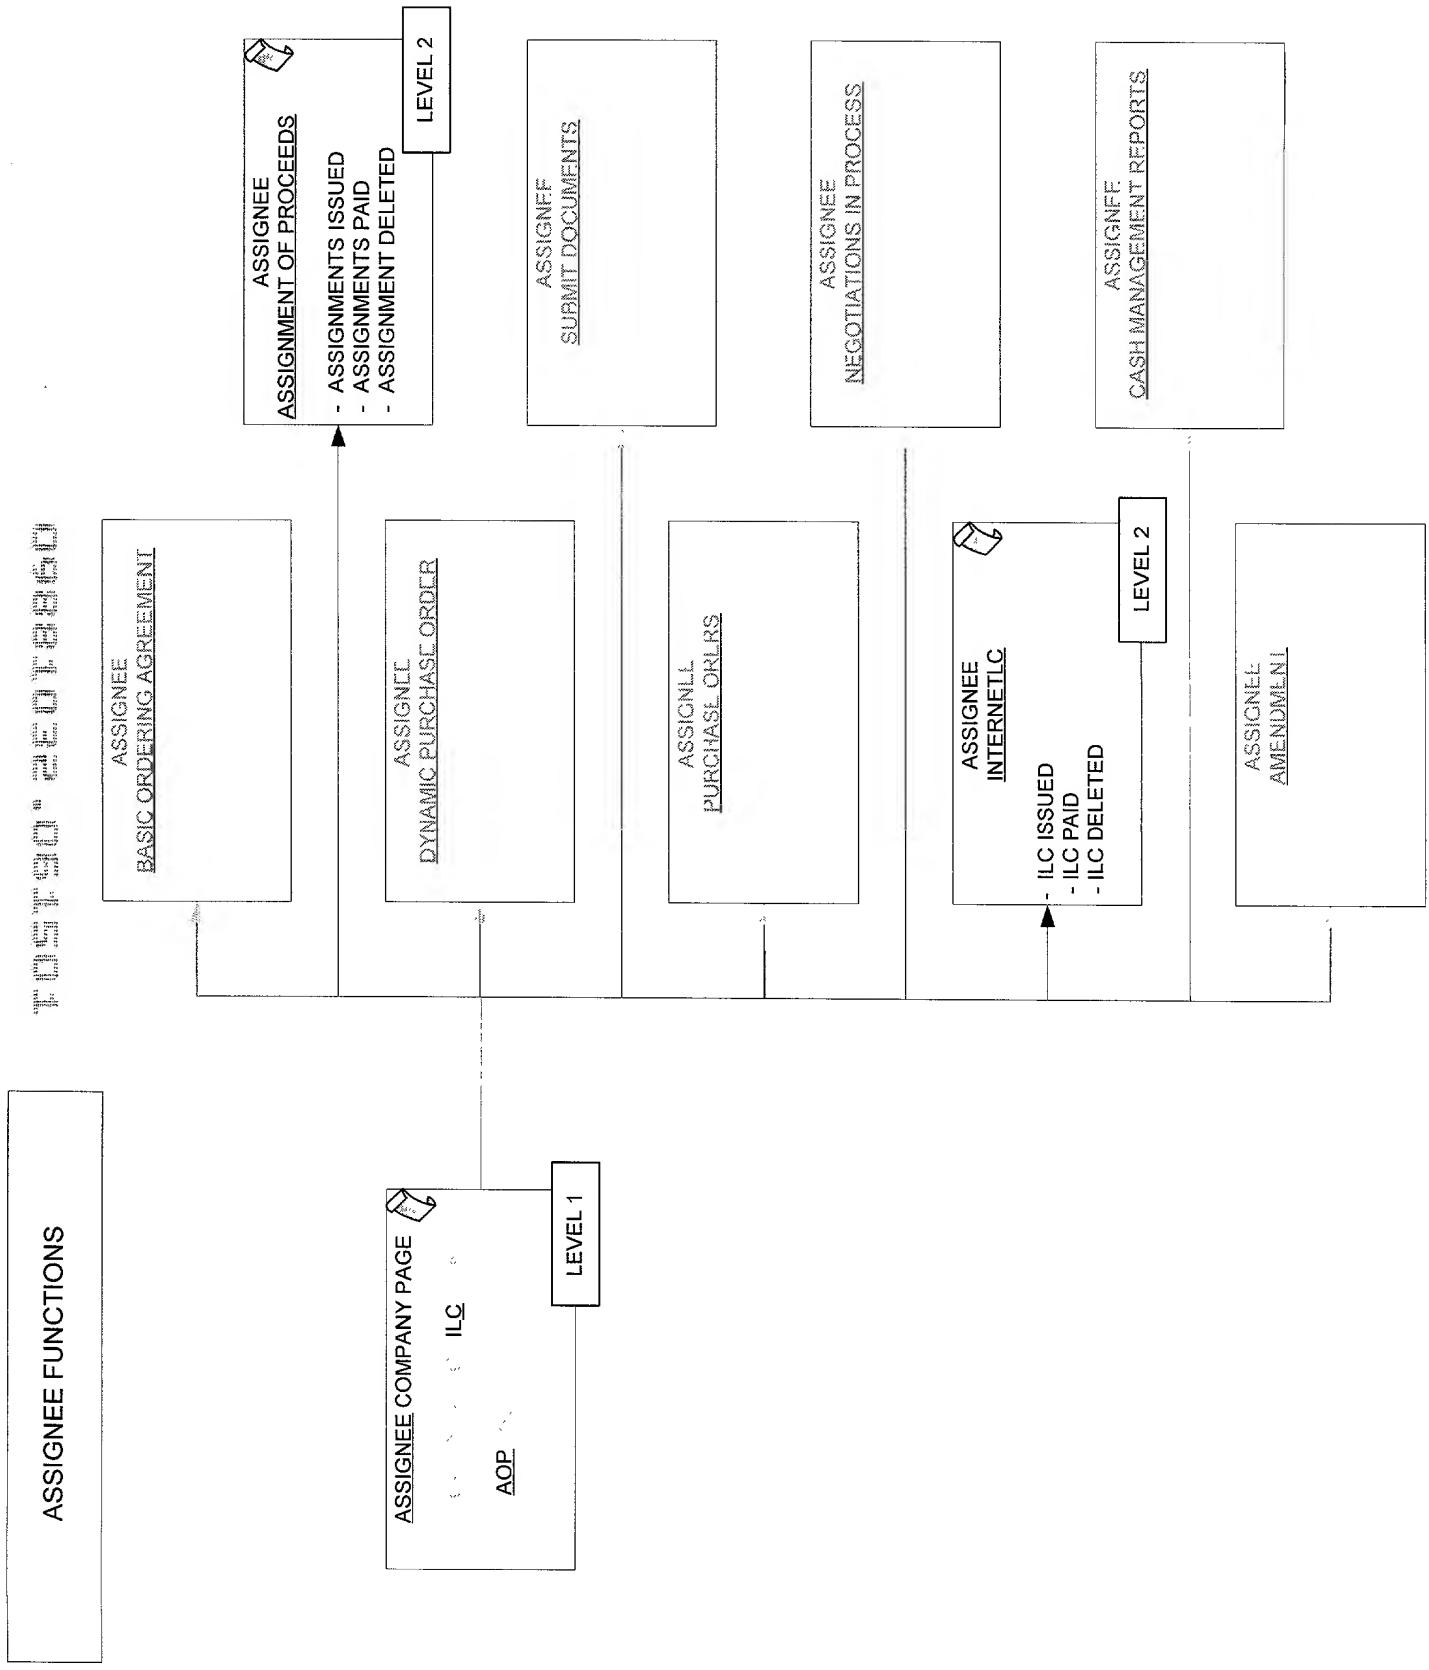 ASSIGNEE FUNCTIONS
ASSIGNEE COMPANY PAGE
ILC
AOP
LEVEL 1
ASSIGNEE
BASIC ORDERING AGREEMENT
ASSIGNEE
ASSIGNMENT OF PROCEEDS
- ASSIGNMENTS ISSUED
- ASSIGNMENTS PAID
- ASSIGNMENT DELETED
LEVEL 2
ASSIGNEE
DYNAMIC PURCHASE ORDER
ASSIGNEE
SUBMIT DOCUMENTS
ASSIGNEE
PURCHASE
ASSIGNEE
NEGOTIATIONS IN PROCESS
ASSIGNEE
INTERNETLC
- ILC ISSUED
- ILC PAID
- ILC DELETED
LEVEL 2
ASSIGNEE
CASH MANAGEMENT REPORTS
ASSIGNEE
AMENDMENT